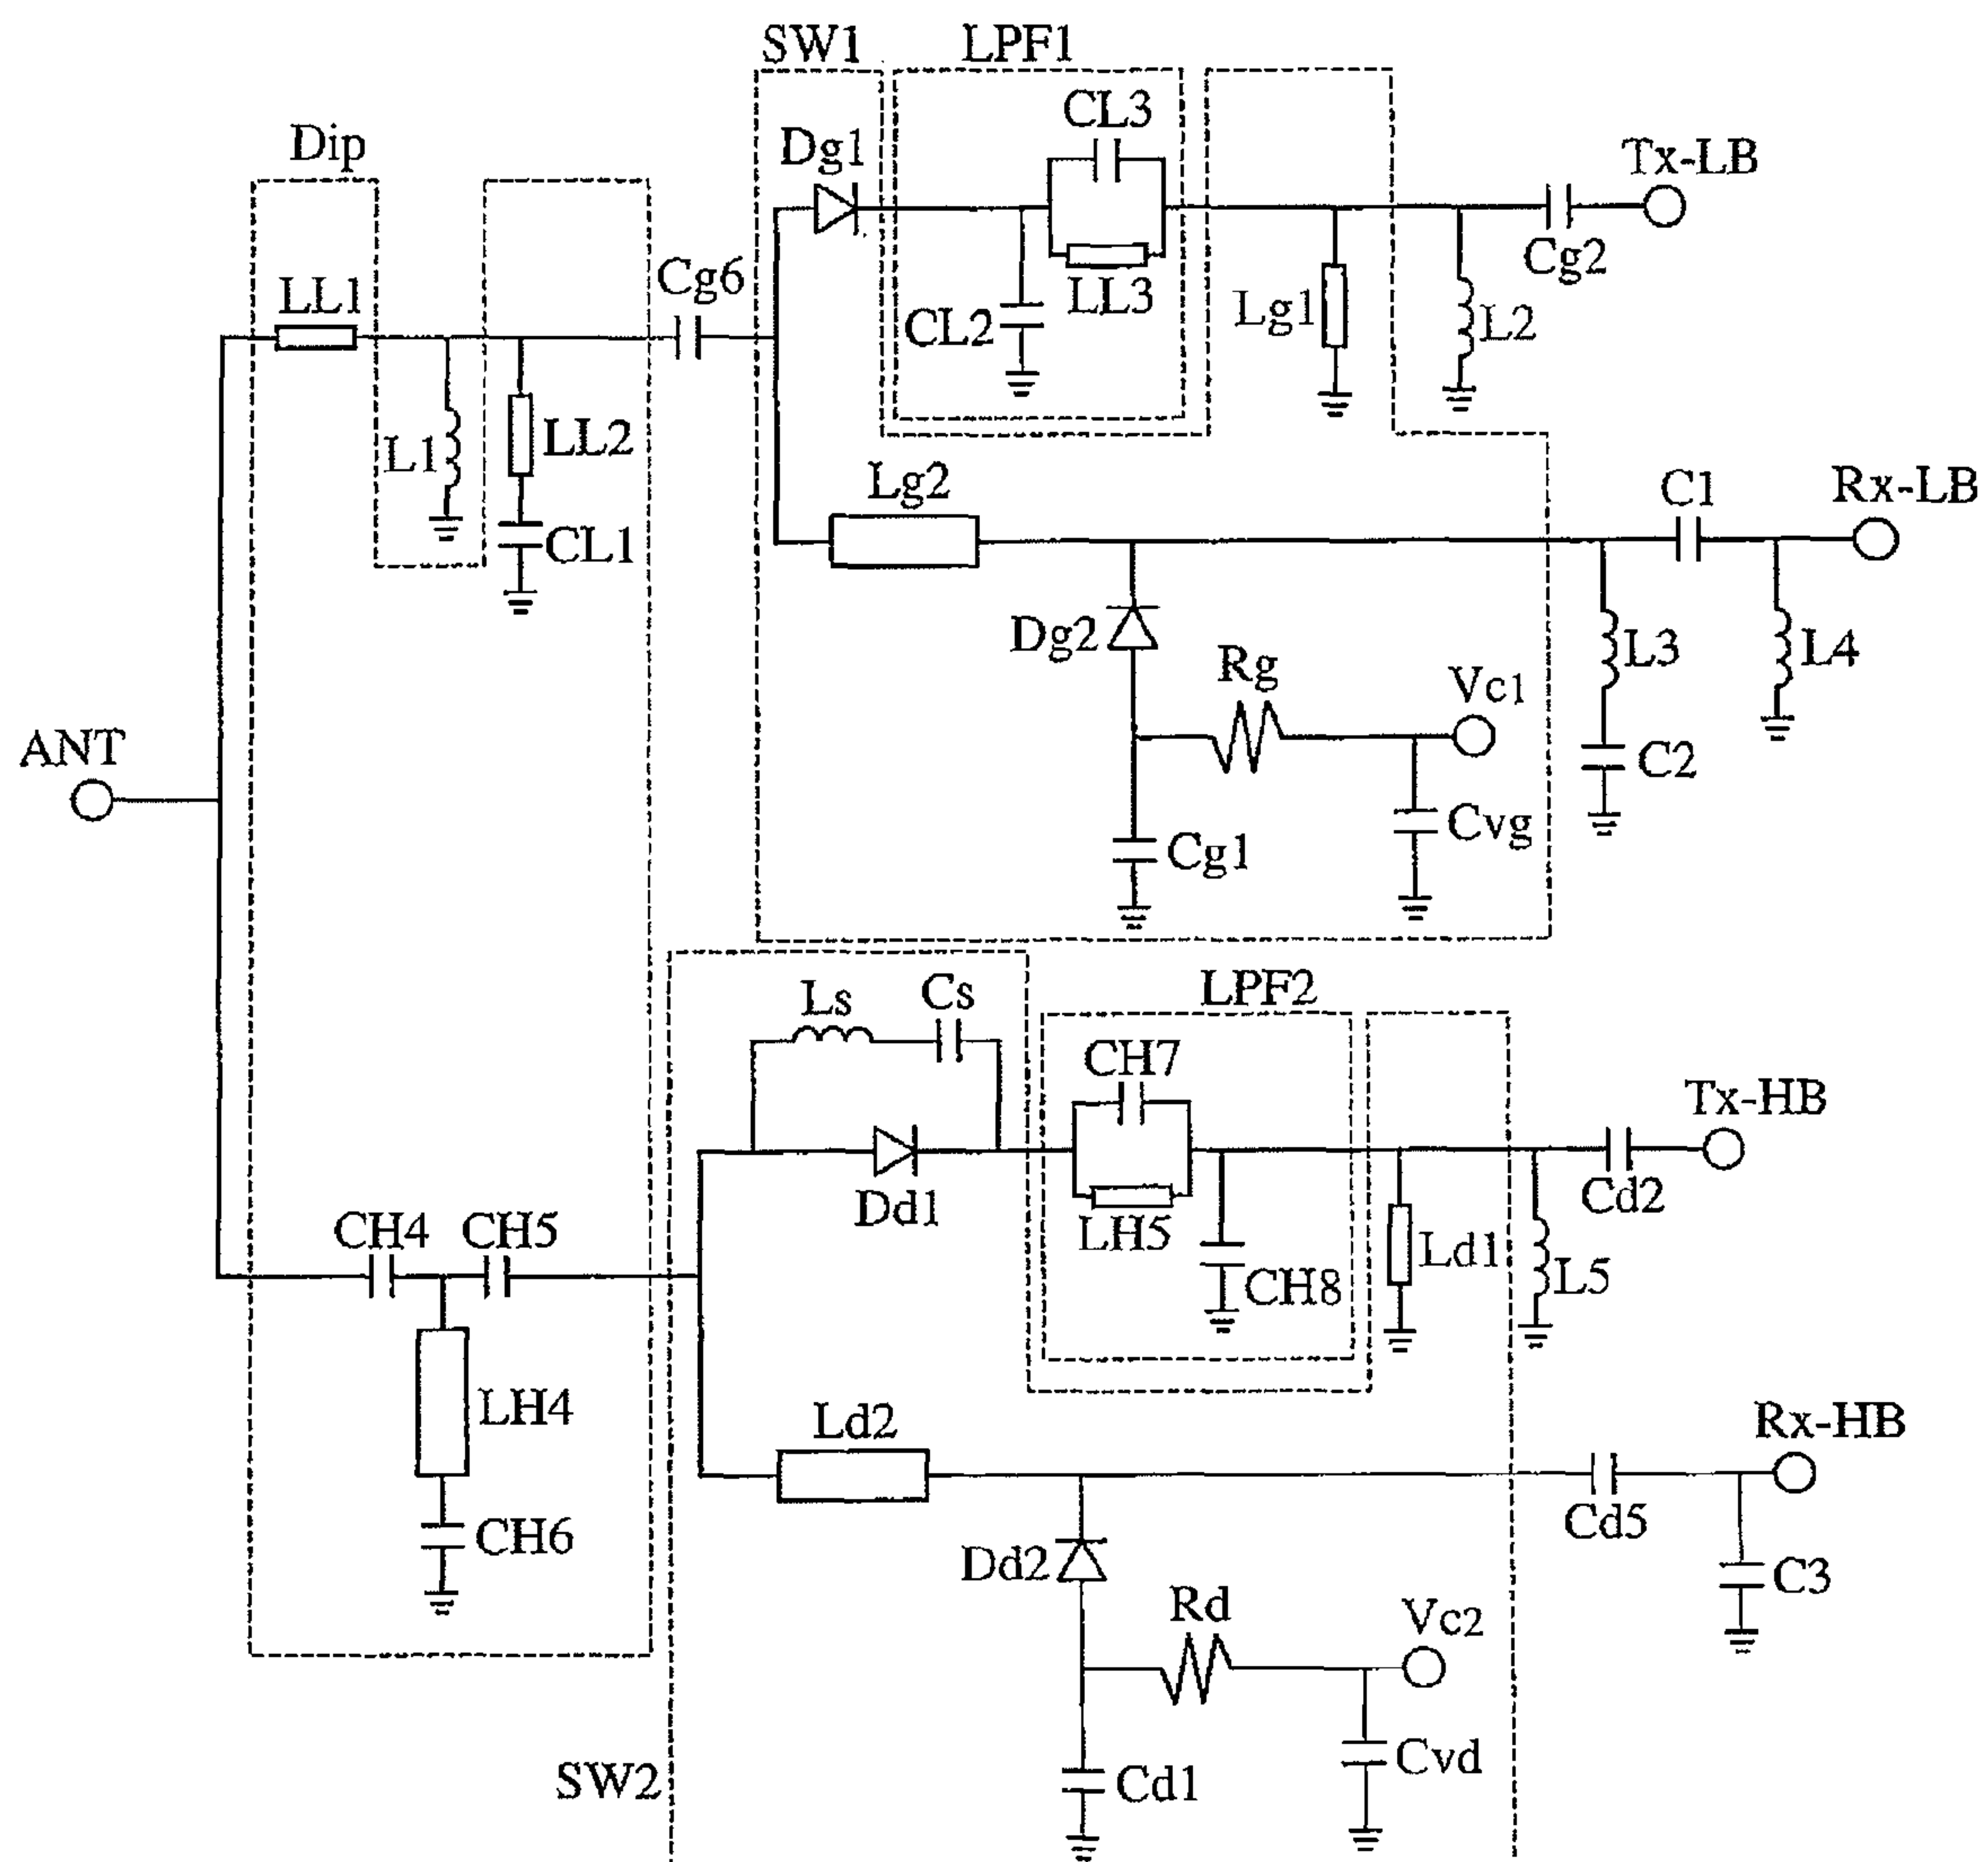 SW1
LPF1
CL3
Dip
Dg1
Tx-LB
LL1
Cg6
Cg2
LL3
Lg1
CL2
L2
L1
LL2
Lg2
C1
Rx-LB
CL1
Dg2
Rg
L3
L4
Vc1
ANT
C2
Cvg
Cg1
Ls
Cs
LPF2
CH7
Tx-HB
Dd1
Cd2
CH4
CH5
LH5
Ld1
CH8
L5
LH4
Ld2
Rx-HB
Cd5
CH6
Dd2
C3
Rd
Vc2
Cvd
SW2
Cd1